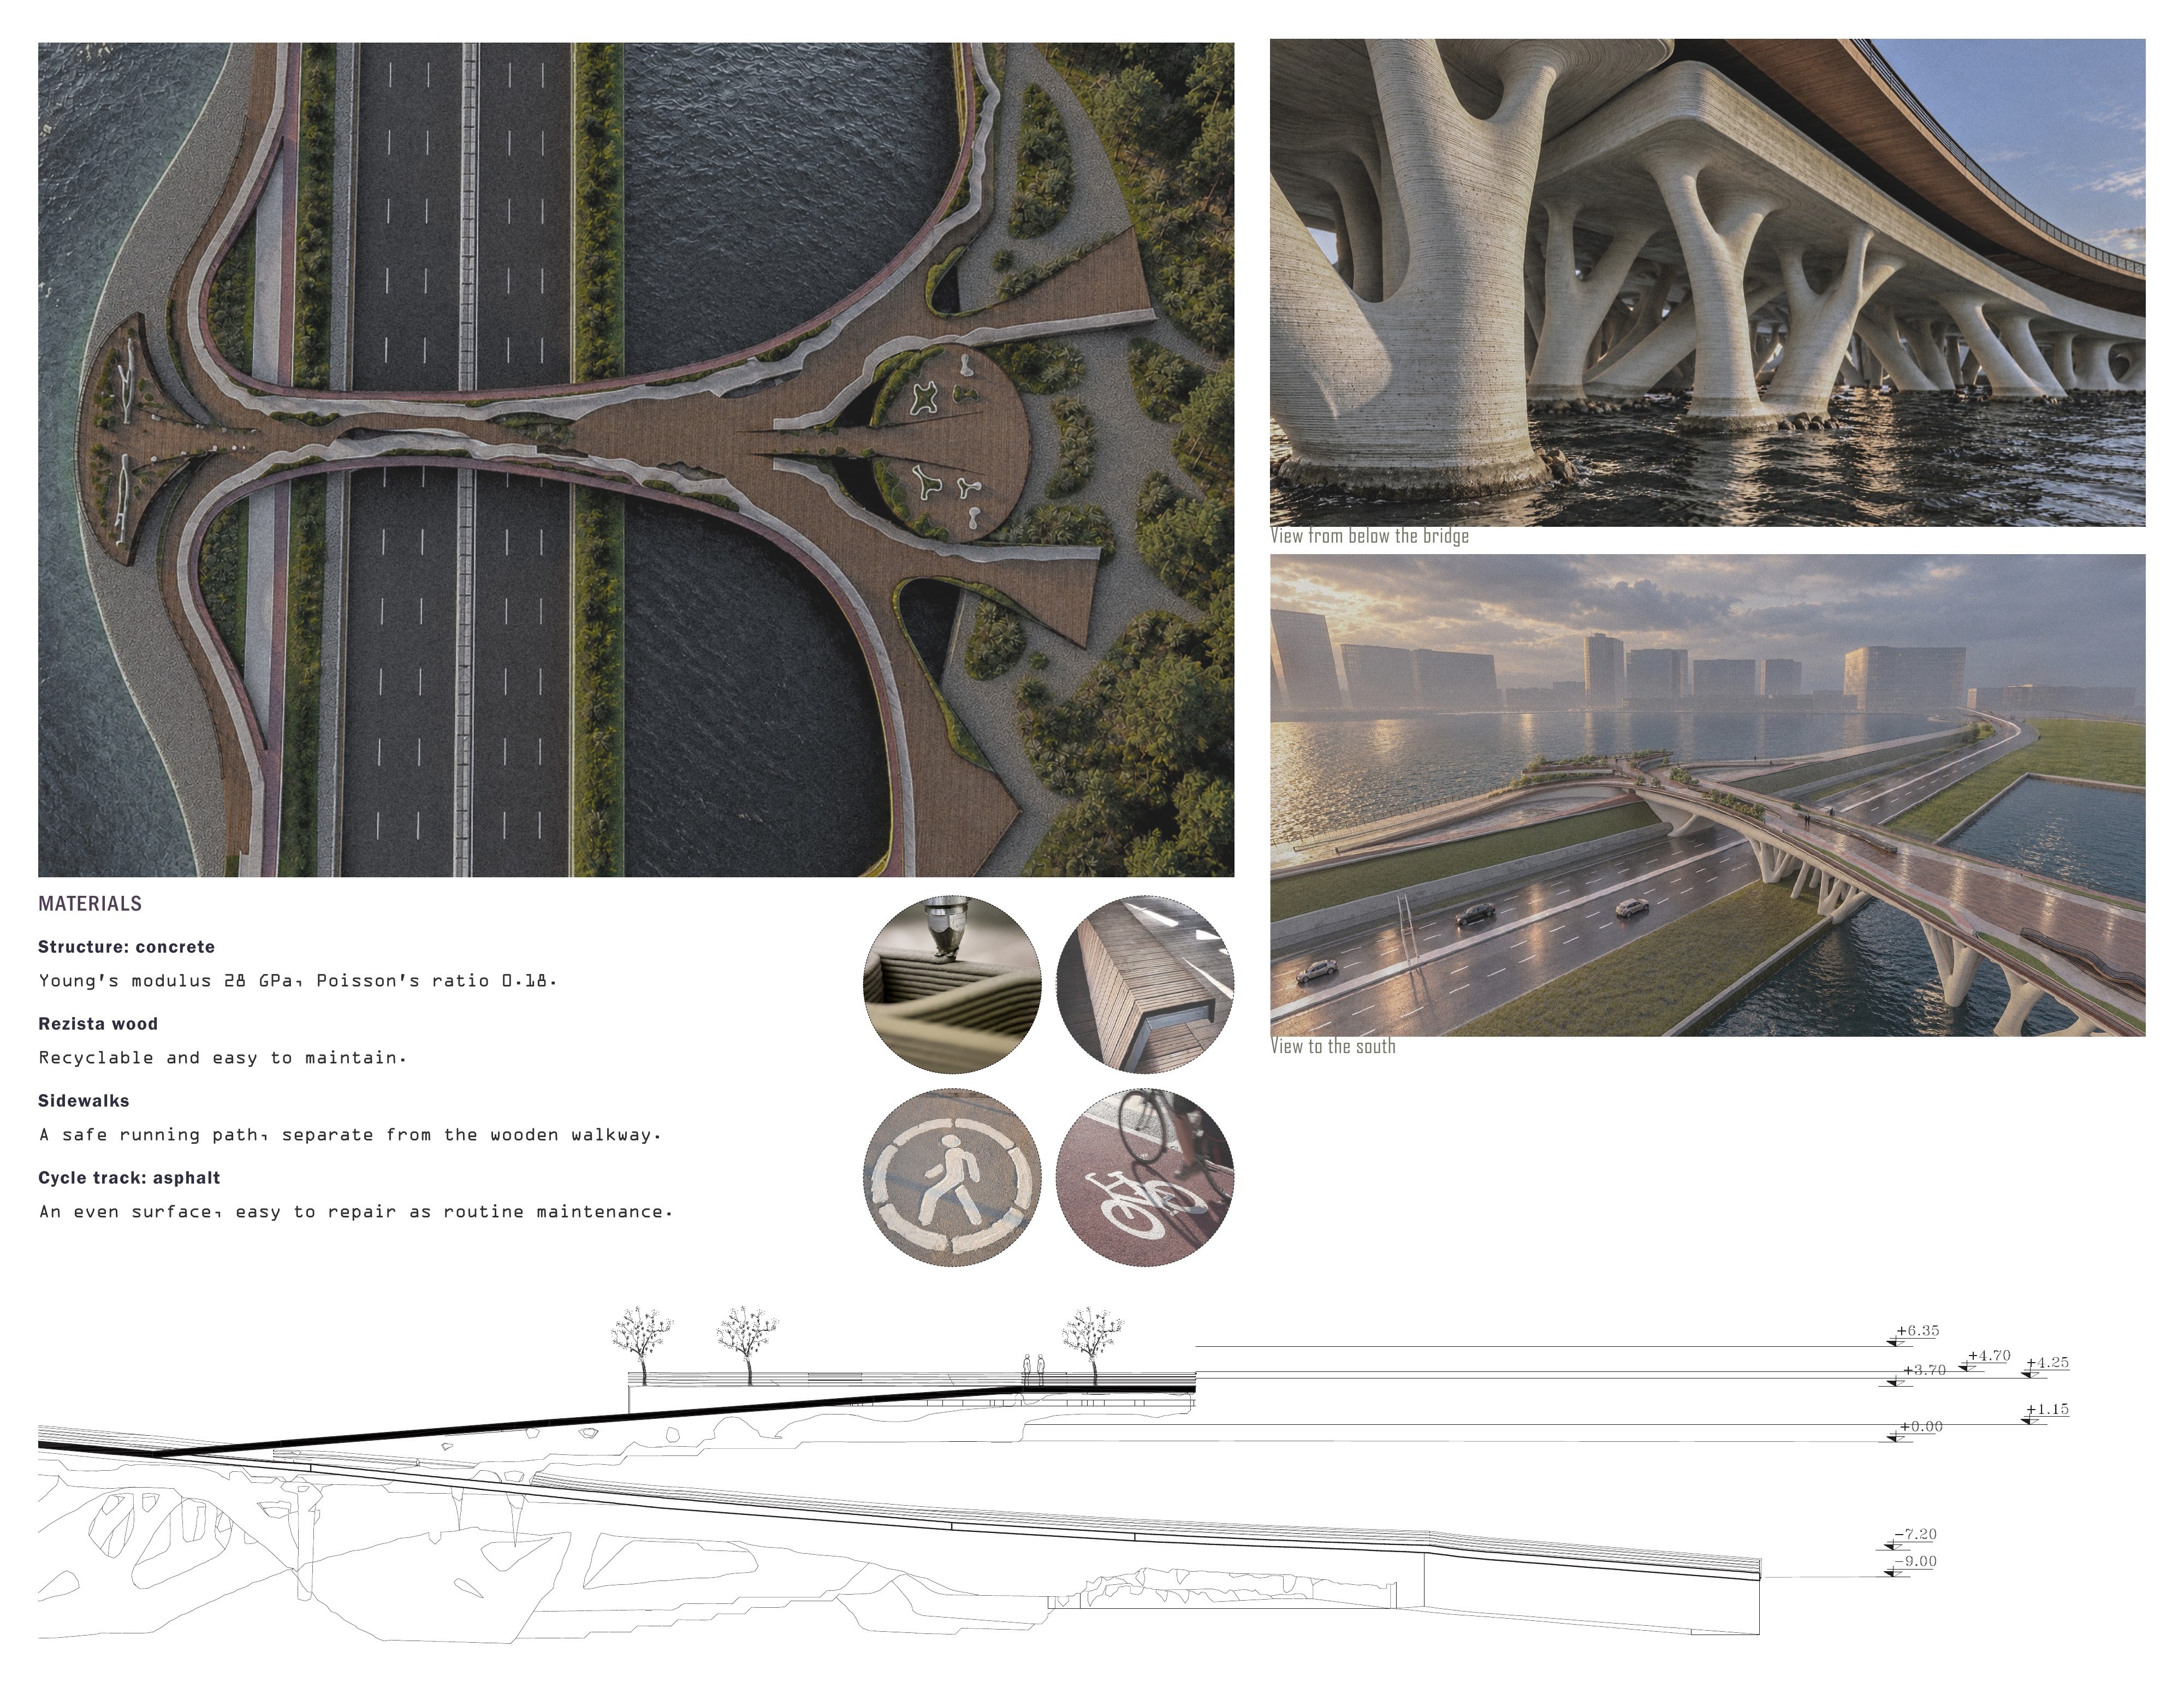 View from below the bridge
View to the south
MATERIALS
Structure: concrete
Young's modulus 28 GPa, Poisson's ratio 0.18.
Rezista wood
Recyclable and easy to maintain.
Sidewalks
A safe running path, separate from the wooden walkway.
Cycle track: asphalt
An even surface, easy to repair as routine maintenance.
+6.35
+4.70
+3.70
+4.25
+1.15
+0.00
-7.20
-9.00